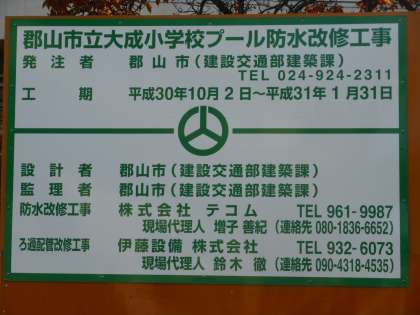 郡山市立大成小学校プール防水改修工事
発注者 郡山市(建設交通部建築課)
TEL 024-924-2311
工期 平成30年10月2日～平成31年1月31日
設計者 郡山市(建設交通部建築課)
監理者 郡山市(建設交通部建築課)
防水改修工事 株式会社 テコム TEL 961-9987
現場代理人 増子 善紀(連絡先 080-1836-6652)
ろ過配管改修工事 伊藤設備 株式会社 TEL 932-6073
現場代理人 鈴木 徹(連絡先 090-4318-4535)